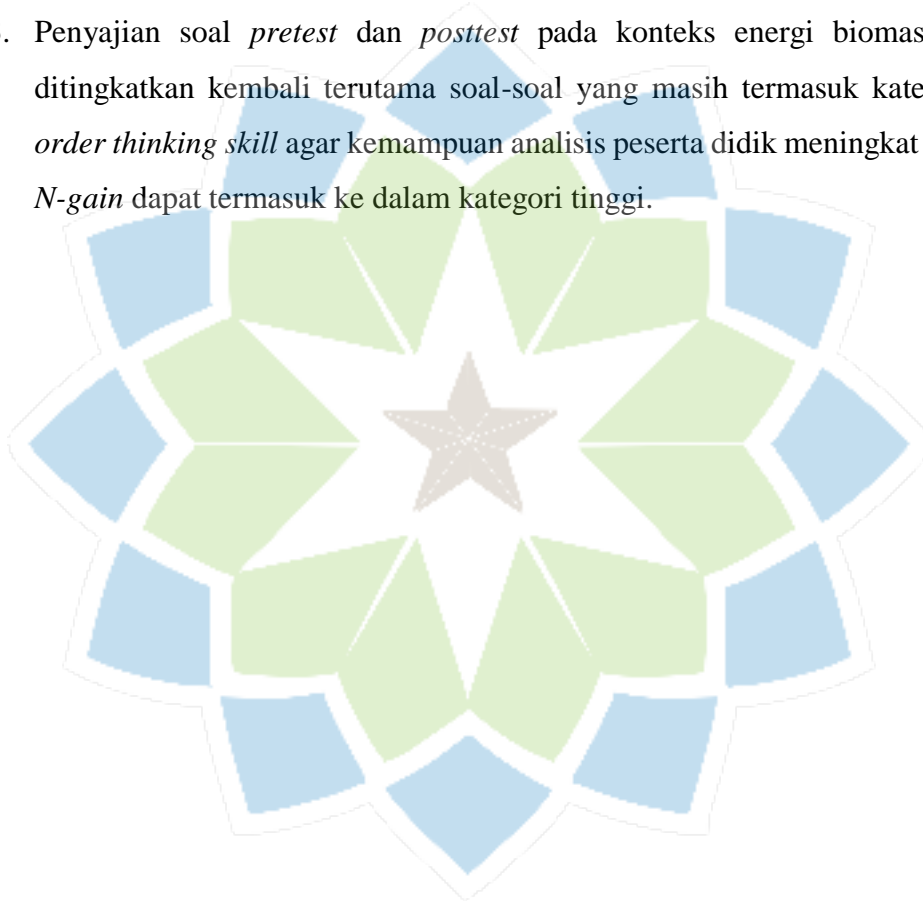 . Penyajian soal pretest dan posttest pada konteks energi biomas
ditingkatkan kembali terutama soal-soal yang masih termasuk kate
order thinking skill agar kemampuan analisis peserta didik meningkat
N-gain dapat termasuk ke dalam kategori tinggi.